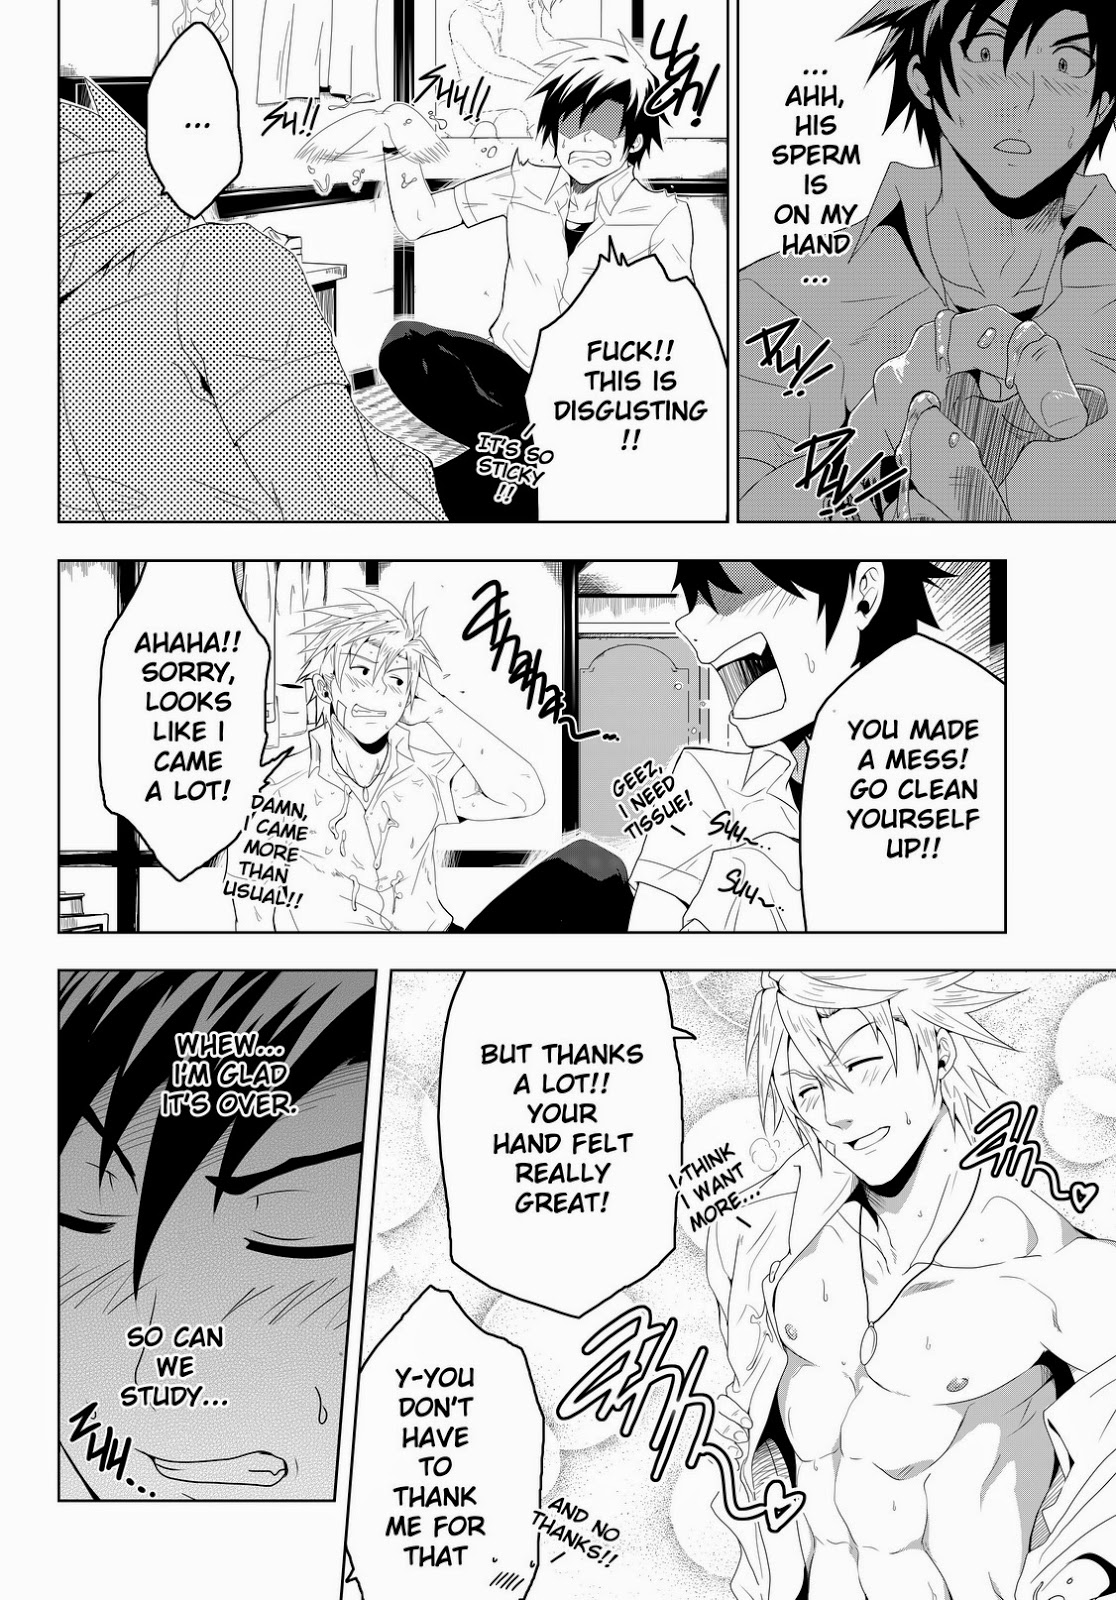 ...
AHH,
HIS
SPERM
IS
ON MY
HAND
...
FUCK!!
THIS IS
DISGUSTING
!!
IT'S SO
STICKY
!!
...
YOU MADE
A MESS!
GO CLEAN
YOURSELF
UP!!
GEEZ,
I NEED
TISSUE!
AHAHA!!
SORRY,
LOOKS
LIKE I
CAME
A LOT!
DAMN,
I CAME
MORE
THAN
USUAL!!
BUT THANKS
A LOT!!
YOUR
HAND FELT
REALLY
GREAT!
I THINK
I WANT
MORE...
Y-YOU
DON'T
HAVE
TO
THANK
ME FOR
THAT
AND NO
THANKS!!
WHEW...
I'M GLAD
IT'S OVER.
SO CAN
WE
STUDY...